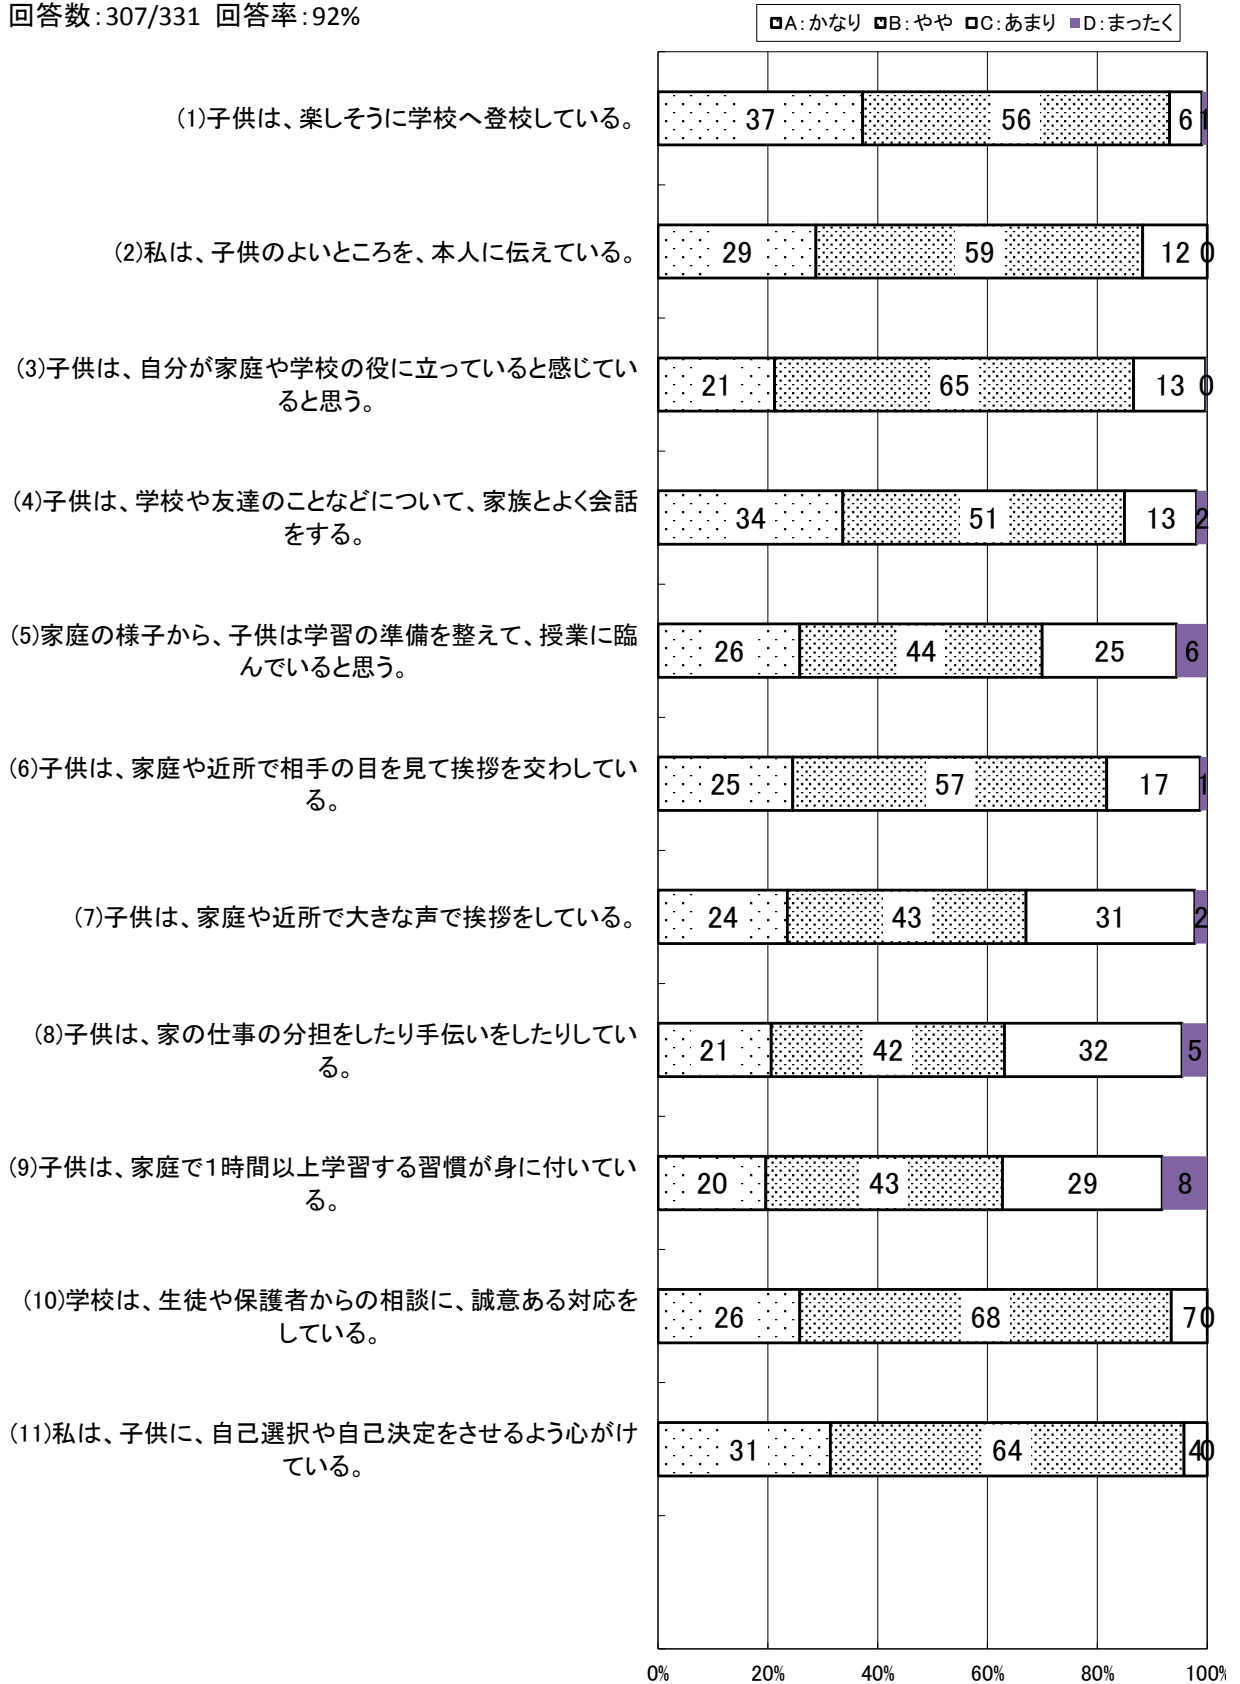 回答数：307/331 回答率：92%
A：かなり B：やや C：あまり D：まったく
(1)子供は、楽しそうに学校へ登校している。
37 56 6 1
(2)私は、子供のよいところを、本人に伝えている。
29 59 12 0
(3)子供は、自分が家庭や学校の役に立っていると感じてい
ると思う。
21 65 13 0
(4)子供は、学校や友達のことなどについて、家族とよく会話
をする。
34 51 13 2
(5)家庭の様子から、子供は学習の準備を整えて、授業に臨
んでいると思う。
26 44 25 6
(6)子供は、家庭や近所で相手の目を見て挨拶を交わしてい
る。
25 57 17 1
(7)子供は、家庭や近所で大きな声で挨拶をしている。
24 43 31 2
(8)子供は、家の仕事の分担をしたり手伝いをしたりしてい
る。
21 42 32 5
(9)子供は、家庭で1時間以上学習する習慣が身に付いてい
る。
20 43 29 8
(10)学校は、生徒や保護者からの相談に、誠意ある対応を
している。
26 68 7 0
(11)私は、子供に、自己選択や自己決定をさせるよう心がけ
ている。
31 64 4 0
0% 20% 40% 60% 80% 100%